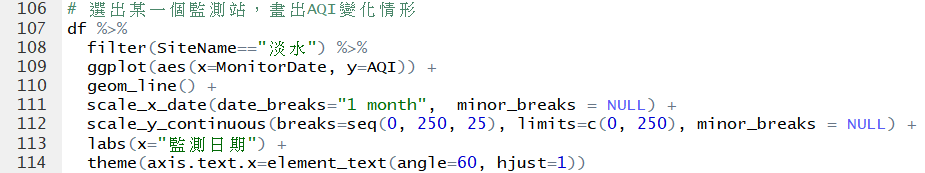 106 # 選出某一個監測站，畫出AQI變化情形
107 df %>%
108   filter(SiteName=="淡水") %>%
109   ggplot(aes(x=MonitorDate, y=AQI)) +
110   geom_line() +
111   scale_x_date(date_breaks="1 month",  minor_breaks = NULL) +
112   scale_y_continuous(breaks=seq(0, 250, 25), limits=c(0, 250), minor_breaks = NULL) +
113   labs(x="監測日期") +
114   theme(axis.text.x=element_text(angle=60, hjust=1))